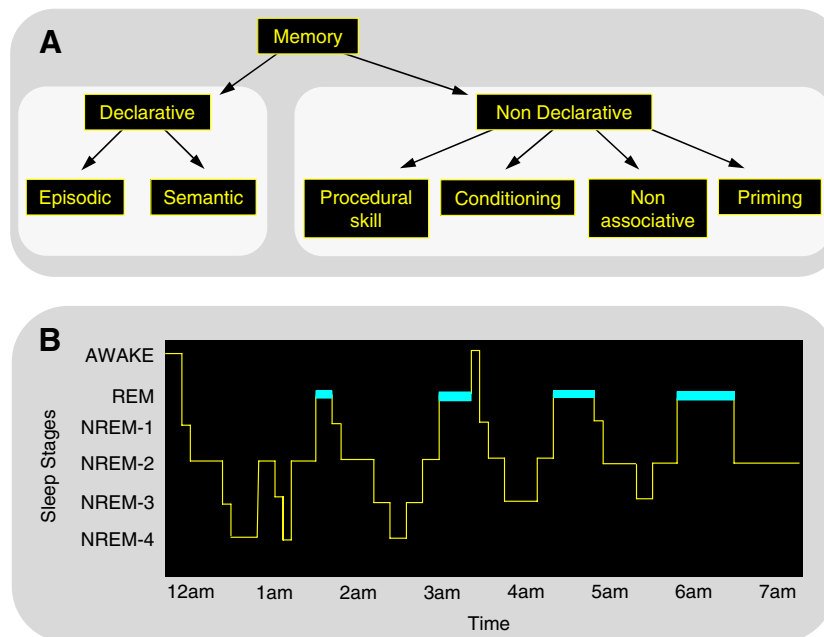 A
Memory
Declarative
Non Declarative
Episodic
Semantic
Procedural
skill
Conditioning
Non
associative
Priming
B
Sleep Stages
AWAKE
REM
NREM-1
NREM-2
NREM-3
NREM-4
12am 1am 2am 3am 4am 5am 6am 7am
Time